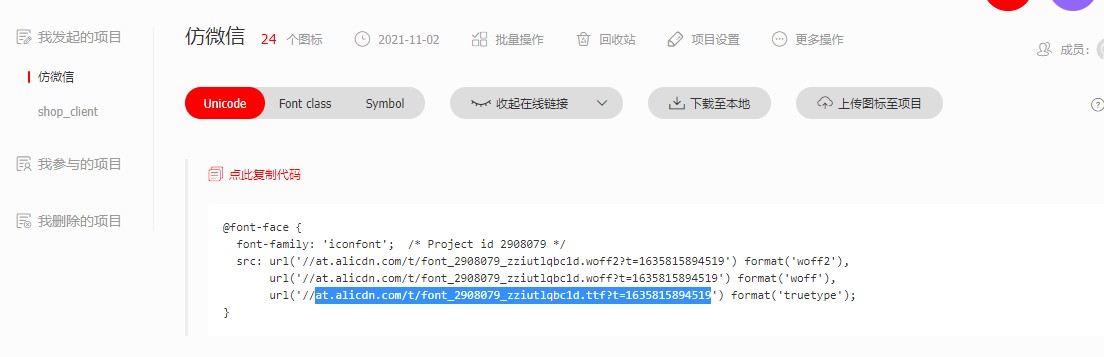 我发起的项目
仿微信
shop_client
我参与的项目
我删除的项目
仿微信 24 个图标 2021-11-02 批量操作 回收站 项目设置 更多操作
成员：
Unicode Font class Symbol 收起在线链接 下载至本地 上传图标至项目
点此复制代码
@font-face {
font-family: 'iconfont'; /* Project id 2908079 */
src: url('//at.alicdn.com/t/font_2908079_zziutlqbc1d.woff2?t=1635815894519') format('woff2'),
url('//at.alicdn.com/t/font_2908079_zziutlqbc1d.woff?t=1635815894519') format('woff'),
url('//at.alicdn.com/t/font_2908079_zziutlqbc1d.ttf?t=1635815894519') format('truetype');
}